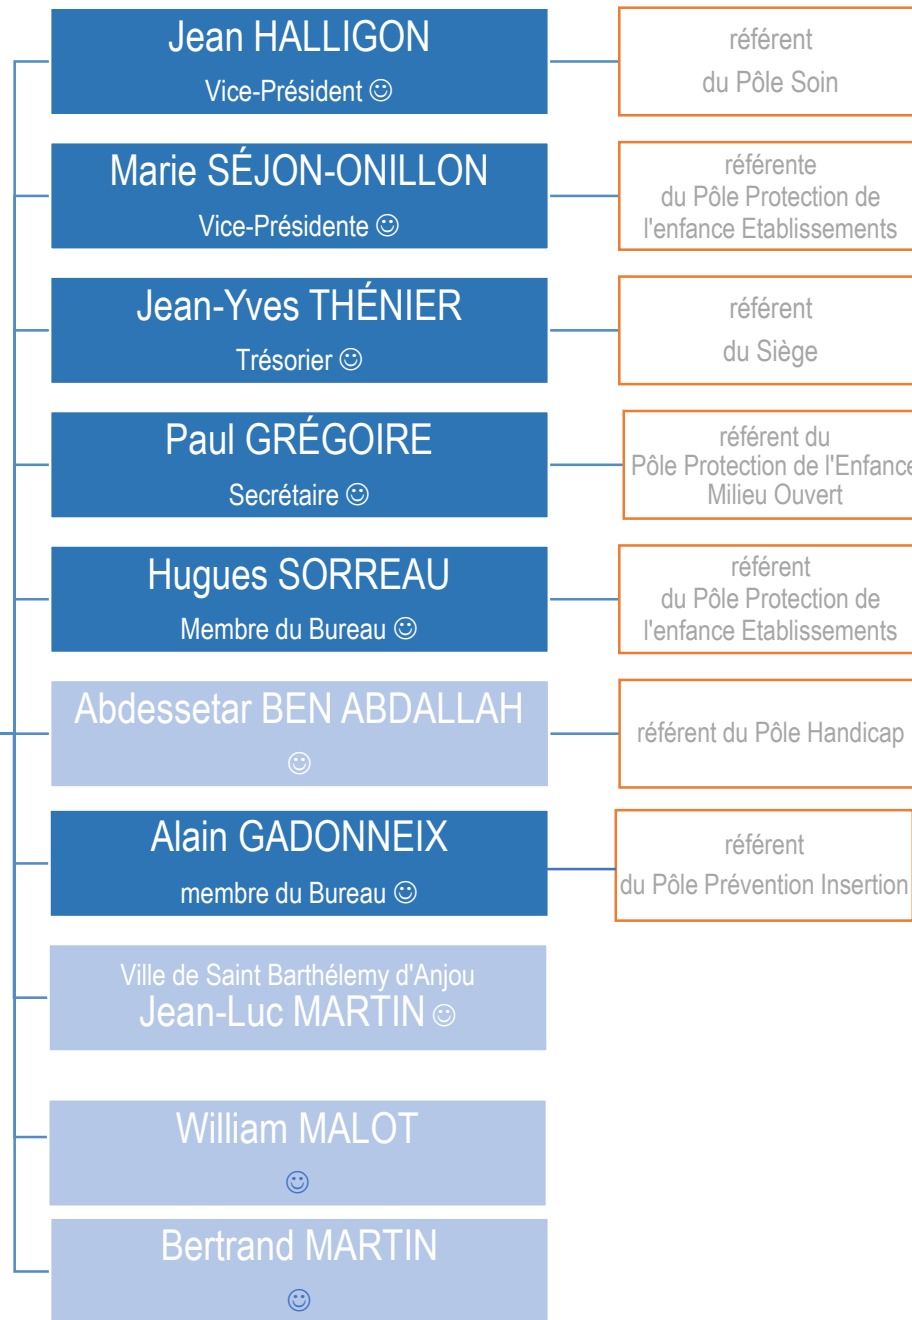 Jean HALLIGON
Vice-Président ☺
référent
du Pôle Soin
Marie SÉJON-ONILLON
Vice-Présidente ☺
référente
du Pôle Protection de
l'enfance Etablissements
Jean-Yves THÉNIER
Trésorier ☺
référent
du Siège
Paul GRÉGOIRE
Secrétaire ☺
référent du
Pôle Protection de l'Enfance
Milieu Ouvert
Hugues SORREAU
Membre du Bureau ☺
référent
du Pôle Protection de
l'enfance Etablissements
Abdessetar BEN ABDALLAH
☺
référent du Pôle Handicap
Alain GADONNEIX
membre du Bureau ☺
référent
du Pôle Prévention Insertion
Ville de Saint Barthélemy d'Anjou
Jean-Luc MARTIN ☺
William MALOT
☺
Bertrand MARTIN
☺